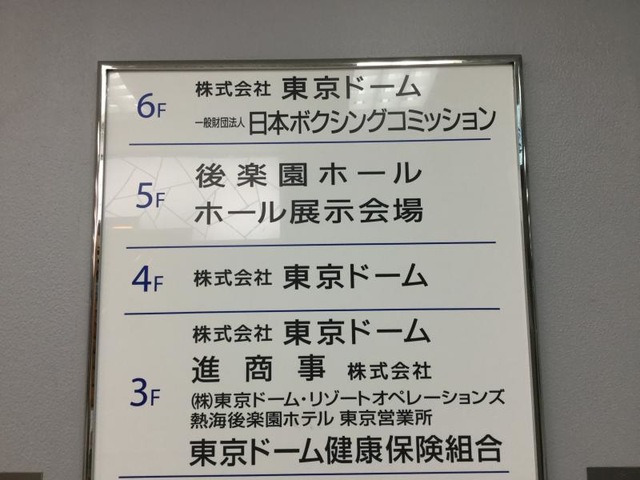 6F
株式会社 東京ドーム
一般財団法人 日本ボクシングコミッション
5F
後楽園ホール
ホール展示会場
4F
株式会社 東京ドーム
3F
株式会社 東京ドーム
進商事 株式会社
(株)東京ドーム・リゾートオペレーションズ
熱海後楽園ホテル 東京営業所
東京ドーム健康保険組合